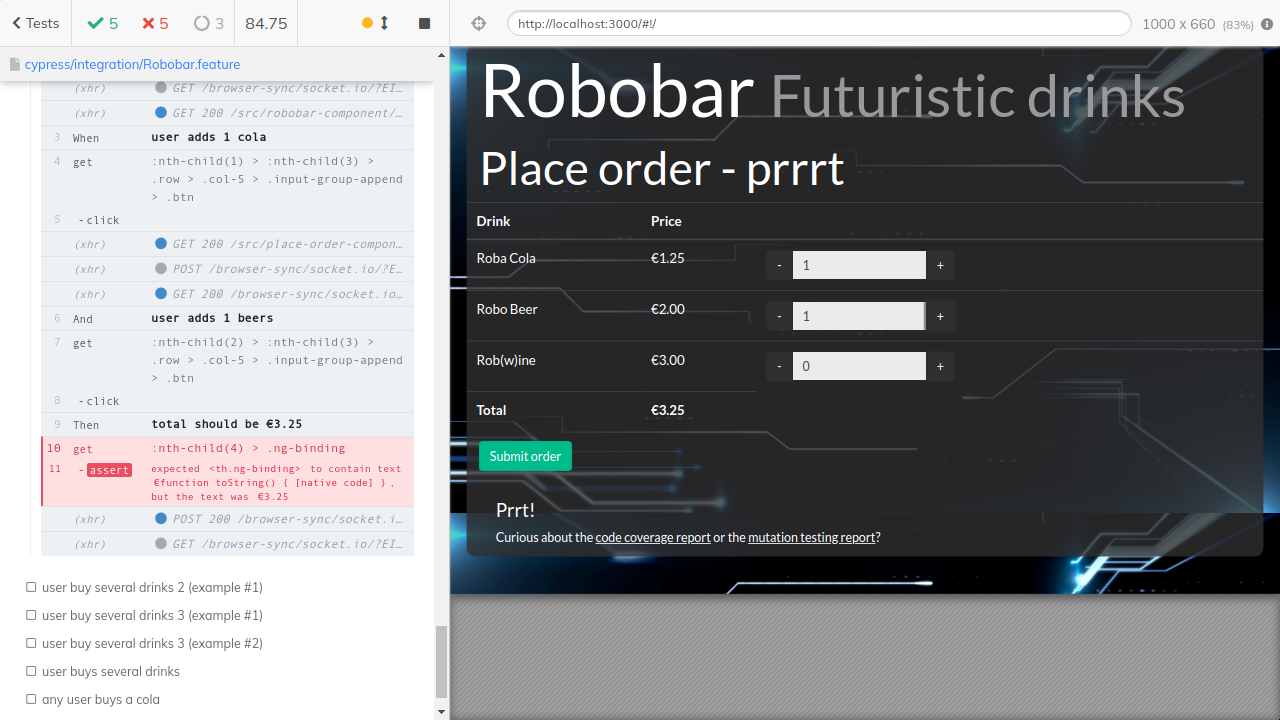 Tests 5 5 3 84.75
cypress/integration/Robobar.feature
(xhr) GET /browser-sync/socket.io/?EI...
(xhr) GET 200 /src/robobar-component/...
3 When user adds 1 cola
4 get :nth-child(1) > :nth-child(3) >
.row > .col-5 > .input-group-append
> .btn
5 - click
(xhr) GET 200 /src/place-order-compon...
(xhr) POST /browser-sync/socket.io/?E...
(xhr) GET 200 /browser-sync/socket.io...
6 And user adds 1 beers
7 get :nth-child(2) > :nth-child(3) >
.row > .col-5 > .input-group-append
> .btn
8 - click
9 Then total should be €3.25
10 get :nth-child(4) > .ng-binding
11 - assert expected <th.ng-binding> to contain text
€function toString() { [native code] } ,
but the text was €3.25
(xhr) POST 200 /browser-sync/socket.i...
(xhr) GET /browser-sync/socket.io/?EI...
user buy several drinks 2 (example #1)
user buy several drinks 3 (example #1)
user buy several drinks 3 (example #2)
user buys several drinks
any user buys a cola
http://localhost:3000/#!/ 1000 x 660 (83%)
Robobar Futuristic drinks
Place order - prrrt
Drink Price
Roba Cola €1.25 - 1 +
Robo Beer €2.00 - 1 +
Rob(w)ine €3.00 - 0 +
Total €3.25
Submit order
Prrt!
Curious about the code coverage report or the mutation testing report?